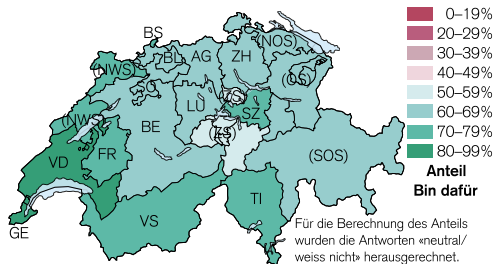 BS
(NOS)
0–19%
20–29%
30–39%
40–49%
50–59%
60–69%
70–79%
80–99%
Anteil
Bin dafür
BL
AG
ZH
(NWS)
SO
(OS)
LU
ZG
SZ
(NWS)
BE
(ZS)
VD
FR
(SOS)
VS
TI
GE
Für die Berechnung des Anteils
wurden die Antworten «neutral/
weiss nicht» herausgerechnet.